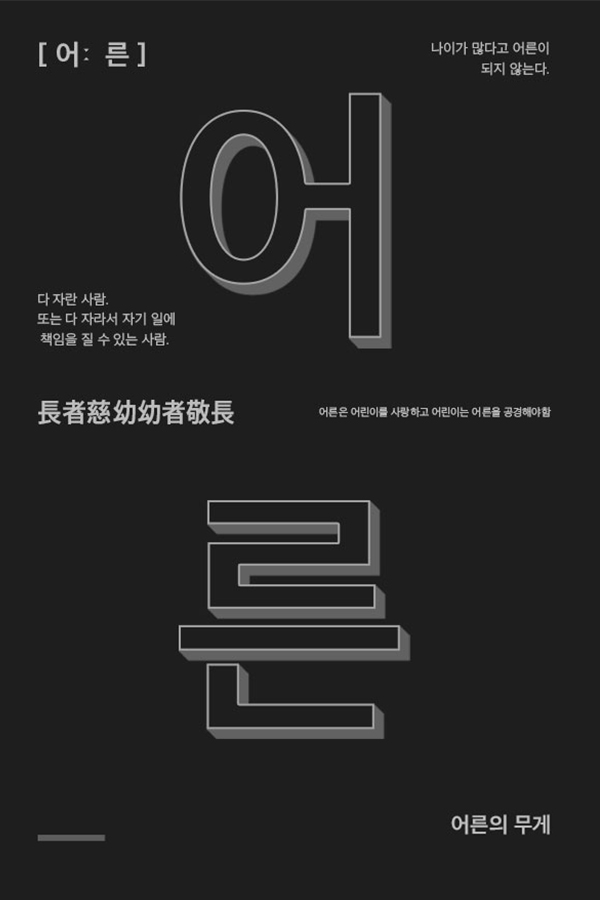 [ 어ː 른 ]
나이가 많다고 어른이
되지 않는다.
어
다 자란 사람.
또는 다 자라서 자기 일에
책임을 질 수 있는 사람.
長者慈幼幼者敬長
어른은 어린이를 사랑하고 어린이는 어른을 공경해야함
른
어른의 무게